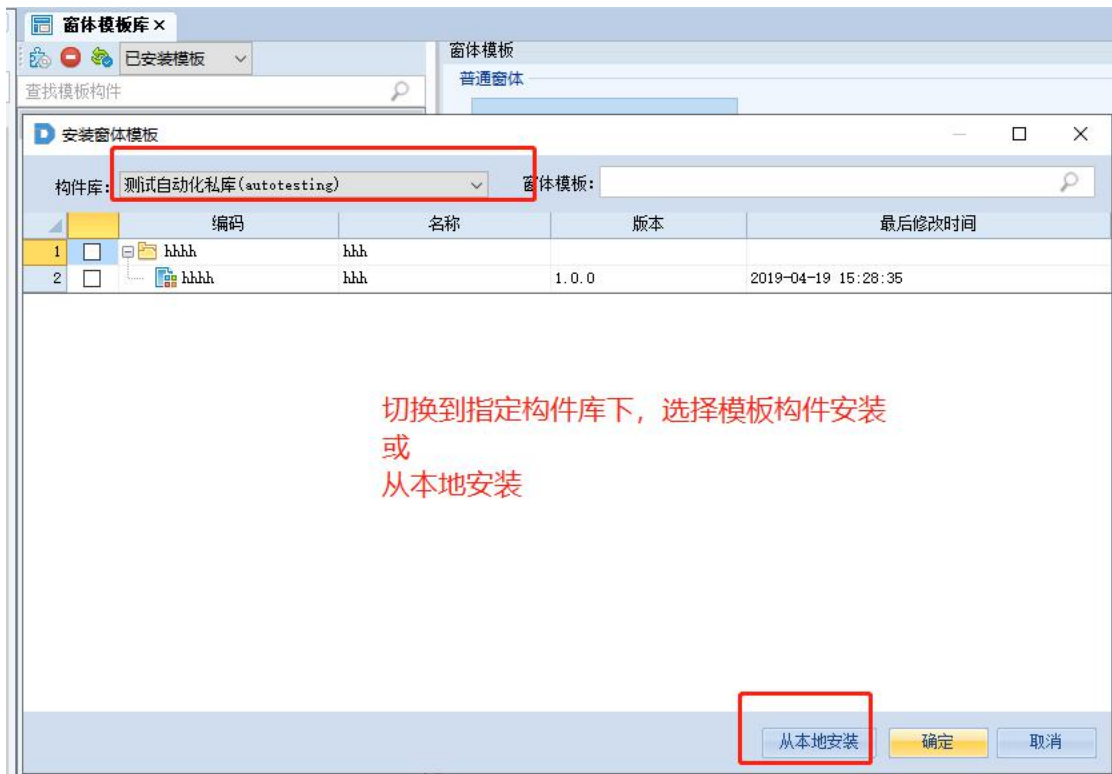 窗体模板库×
已安装模板
查找模板构件
窗体模板
普通窗体
安装窗体模板
构件库: 测试自动化私库(autotesting)
窗体模板:
编码 名称 版本 最后修改时间
1 hhhh hhh
2 hhhh hhh 1.0.0 2019-04-19 15:28:35
切换到指定构件库下，选择模板构件安装
或
从本地安装
从本地安装 确定 取消